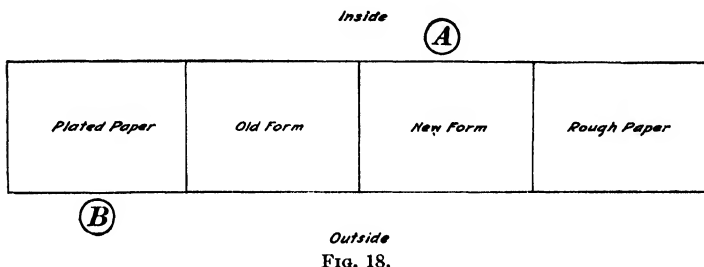 Inside
A
Plated Paper Old Form New Form Rough Paper
B
Outside
FIG. 18.